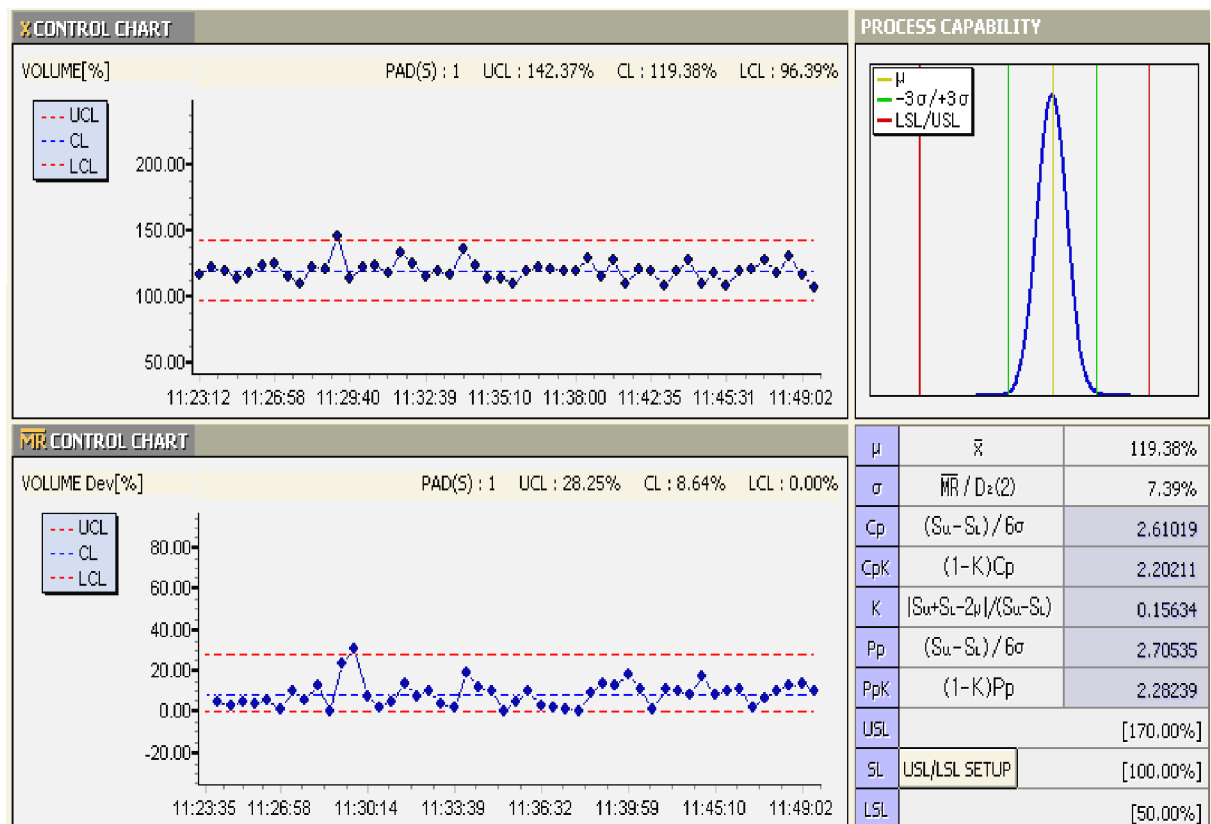 X CONTROL CHART
VOLUME[%] PAD(S) : 1 UCL : 142.37% CL : 119.38% LCL : 96.39%
UCL
CL
LCL
200.00
150.00
100.00
50.00
11:23:12 11:26:58 11:29:40 11:32:39 11:35:10 11:38:00 11:42:35 11:45:31 11:49:02
PROCESS CAPABILITY
μ
-3σ/+3σ
LSL/USL
MR CONTROL CHART
VOLUME Dev[%] PAD(S) : 1 UCL : 28.25% CL : 8.64% LCL : 0.00%
UCL
CL
LCL
80.00
60.00
40.00
20.00
0.00
-20.00
11:23:35 11:26:58 11:30:14 11:33:39 11:36:32 11:39:59 11:45:10 11:49:02
μ x̄ 119.38%
σ M̅R̅ / D₂(2) 7.39%
Cp (Su-SL)/6σ 2.61019
CpK (1-K)Cp 2.20211
K |Su+SL-2μ|/(Su-SL) 0.15634
Pp (Su-SL)/6σ 2.70535
PpK (1-K)Pp 2.28239
USL [170.00%]
SL USL/LSL SETUP [100.00%]
LSL [50.00%]